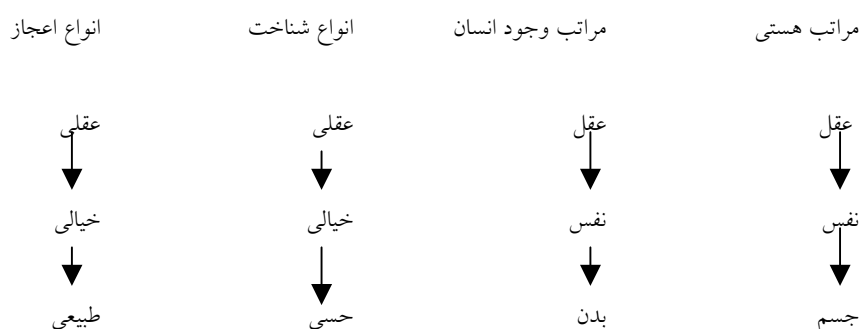 مراتب هستی مراتب وجود انسان انواع شناخت انواع اعجاز
عقل عقل عقلی عقلی
نفس نفس خیالی خیالی
جسم بدن حسی طبیعی